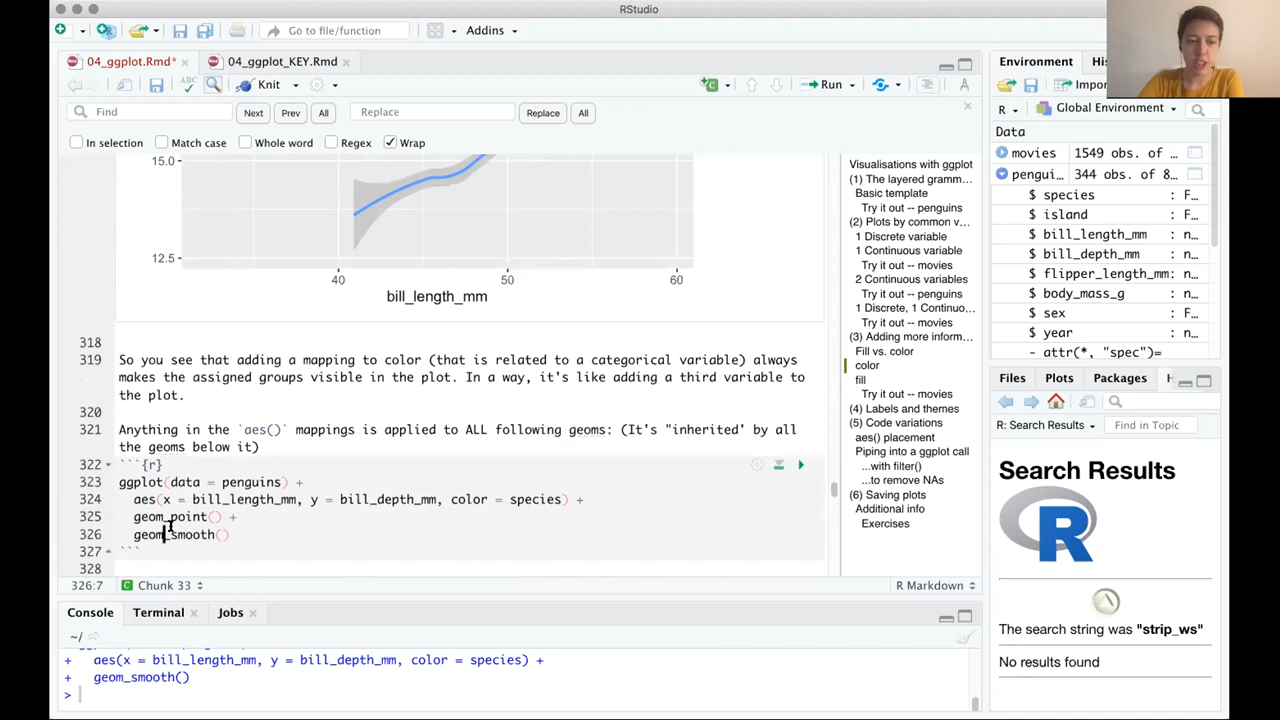 RStudio
Go to file/function
Addins
04_ggplot.Rmd*
04_ggplot_KEY.Rmd
ABC
Knit
Run
Find
Next
Prev
All
Replace
Replace
All
In selection
Match case
Whole word
Regex
Wrap
15.0
12.5
40
50
60
bill_length_mm
318
319 So you see that adding a mapping to color (that is related to a categorical variable) always
makes the assigned groups visible in the plot. In a way, it's like adding a third variable to
the plot.
320
321 Anything in the `aes()` mappings is applied to ALL following geoms: (It's "inherited' by all
the geoms below it)
322 ```{r}
323 ggplot(data = penguins) +
324 aes(x = bill_length_mm, y = bill_depth_mm, color = species) +
325 geom_point() +
326 geom_smooth()
327 ```
328
326:7
Chunk 33
R Markdown
Visualisations with ggplot
(1) The layered gramm…
Basic template
Try it out -- penguins
(2) Plots by common v…
1 Discrete variable
1 Continuous variable
Try it out -- movies
2 Continuous variables
Try it out -- penguins
1 Discrete, 1 Continuo…
Try it out -- movies
(3) Adding more inform…
Fill vs. color
color
fill
Try it out -- movies
(4) Labels and themes
(5) Code variations
aes() placement
Piping into a ggplot call
...with filter()
...to remove NAs
(6) Saving plots
Additional info
Exercises
Console
Terminal
Jobs
~/
+ aes(x = bill_length_mm, y = bill_depth_mm, color = species) +
+ geom_smooth()
>
Environment
His
Impor
R
Global Environment
Data
movies 1549 obs. of …
pengui… 344 obs. of 8…
$ species : F…
$ island : F…
$ bill_length_mm : n…
$ bill_depth_mm : n…
$ flipper_length_mm: n…
$ body_mass_g : n…
$ sex : F…
$ year : n…
- attr(*, "spec")=
Files
Plots
Packages
H
R: Search Results
Find in Topic
Search Results
R
The search string was "strip_ws"
No results found